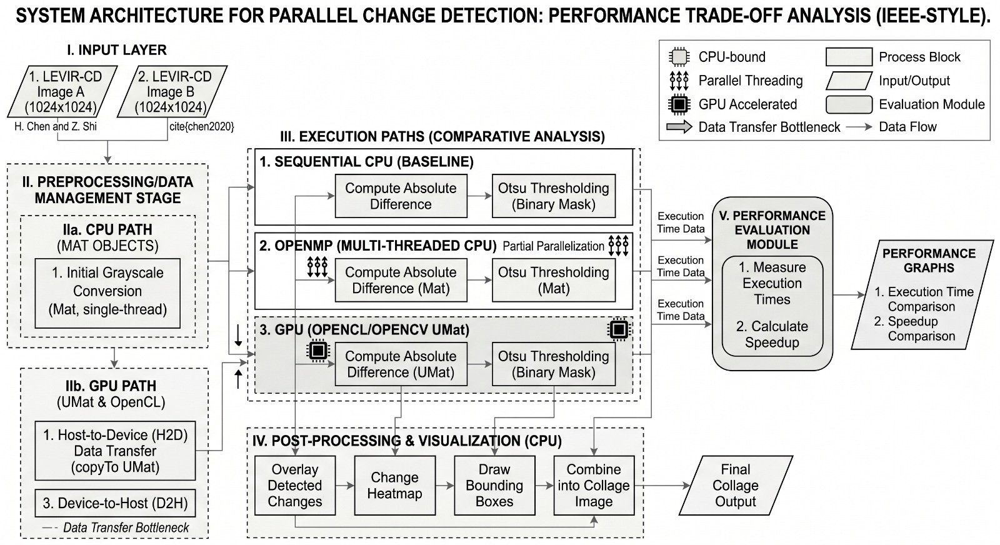 SYSTEM ARCHITECTURE FOR PARALLEL CHANGE DETECTION: PERFORMANCE TRADE-OFF ANALYSIS (IEEE-STYLE).
I. INPUT LAYER
1. LEVIR-CD
Image A
(1024x1024)
2. LEVIR-CD
Image B
(1024x1024)
H. Chen and Z. Shi
cite{chen2020}
CPU-bound
Parallel Threading
GPU Accelerated
Data Transfer Bottleneck
Process Block
Input/Output
Evaluation Module
Data Flow
II. PREPROCESSING/DATA
MANAGEMENT STAGE
IIa. CPU PATH
(MAT OBJECTS)
1. Initial Grayscale
Conversion
(Mat, single-thread)
IIb. GPU PATH
(UMat & OpenCL)
1. Host-to-Device (H2D)
Data Transfer
(copyTo UMat)
3. Device-to-Host (D2H)
Data Transfer Bottleneck
III. EXECUTION PATHS (COMPARATIVE ANALYSIS)
1. SEQUENTIAL CPU (BASELINE)
Compute Absolute
Difference
Otsu Thresholding
(Binary Mask)
2. OPENMP (MULTI-THREADED CPU)
Partial Parallelization
Compute Absolute
Difference (Mat)
Otsu Thresholding
(Mat)
3. GPU (OPENCL/OPENCV UMat)
Compute Absolute
Difference (UMat)
Otsu Thresholding
(Binary Mask)
Execution
Time Data
Execution
Time Data
Execution
Time Data
V. PERFORMANCE
EVALUATION
MODULE
1. Measure
Execution
Times
2. Calculate
Speedup
PERFORMANCE
GRAPHS
1. Execution Time
Comparison
2. Speedup
Comparison
IV. POST-PROCESSING & VISUALIZATION (CPU)
Overlay
Detected
Changes
Change
Heatmap
Draw
Bounding
Boxes
Combine
into Collage
Image
Final
Collage
Output